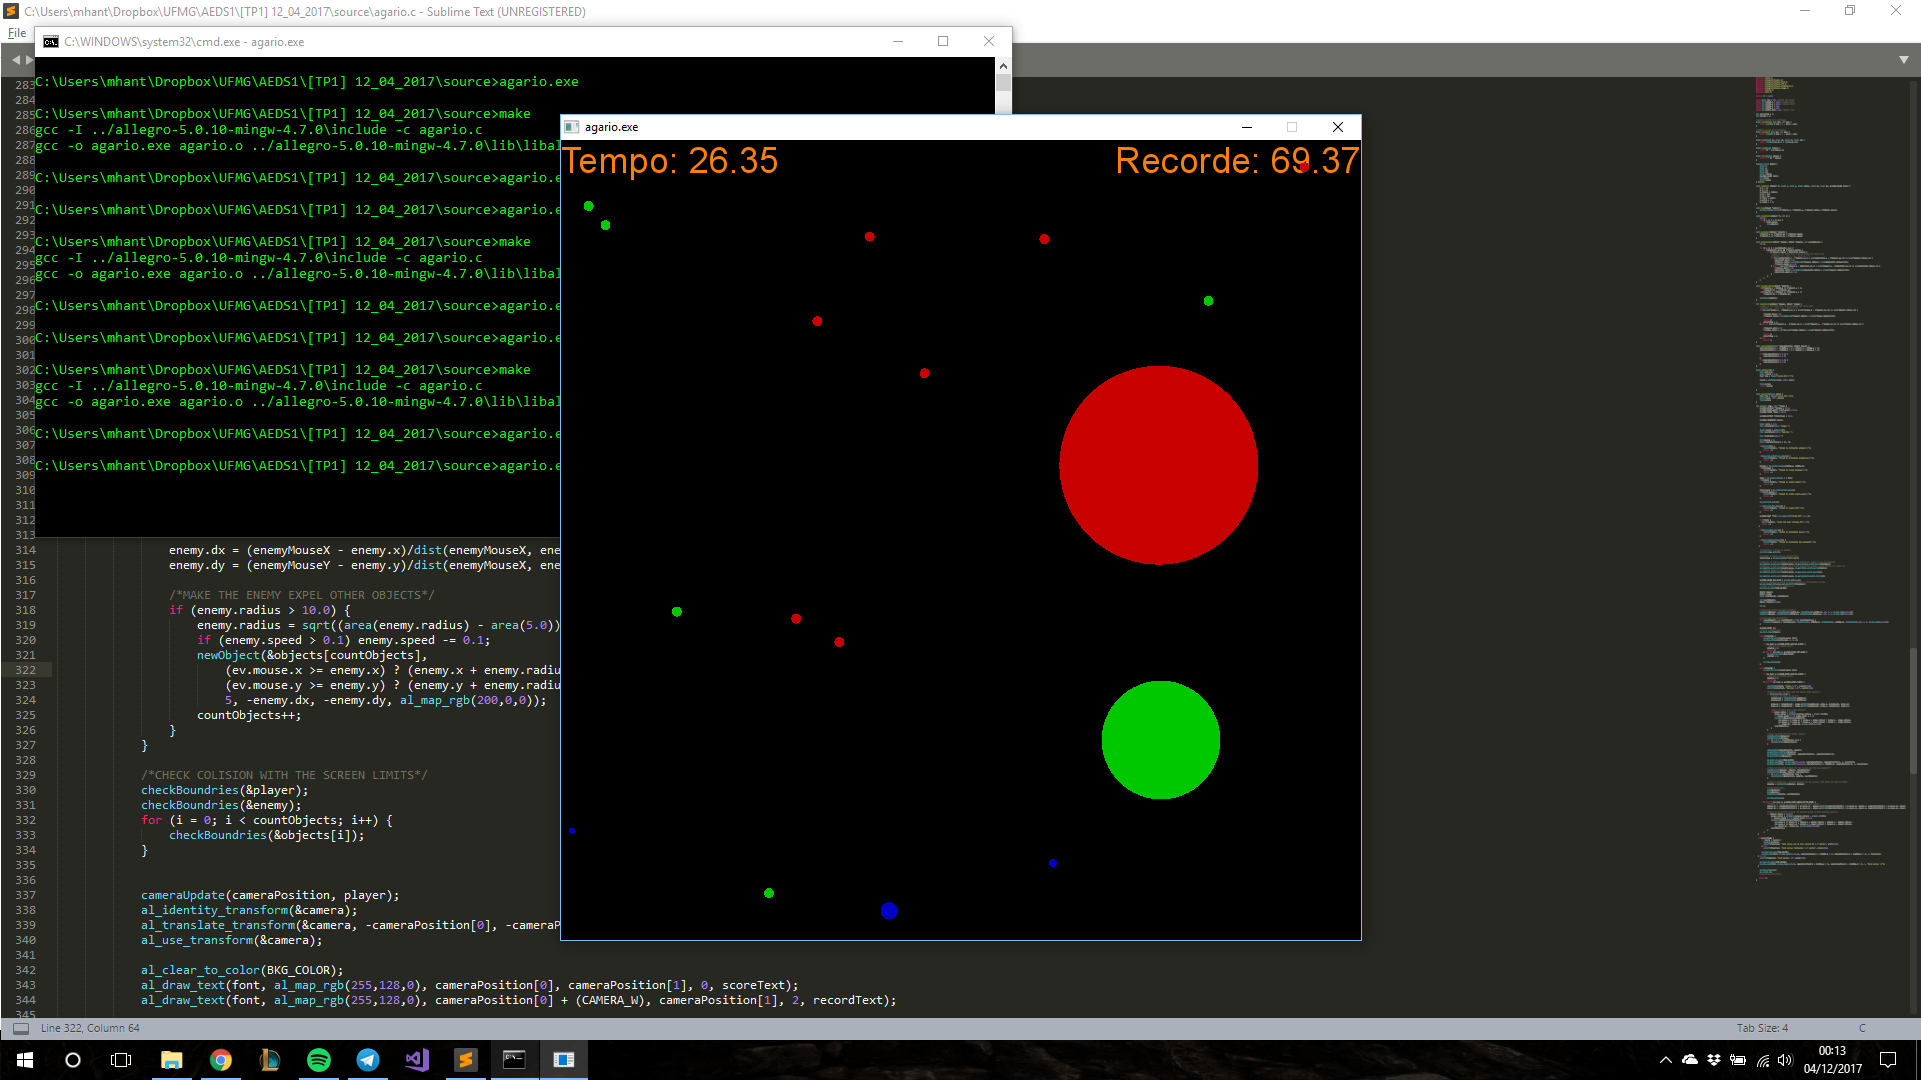 C:\Users\mhant\Dropbox\UFMG\AEDS1\[TP1] 12_04_2017\source\agario.c - Sublime Text (UNREGISTERED)
File
C:\WINDOWS\system32\cmd.exe - agario.exe
C:\Users\mhant\Dropbox\UFMG\AEDS1\[TP1] 12_04_2017\source>agario.exe
C:\Users\mhant\Dropbox\UFMG\AEDS1\[TP1] 12_04_2017\source>make
gcc -I ../allegro-5.0.10-mingw-4.7.0\include -c agario.c
gcc -o agario.exe agario.o ../allegro-5.0.10-mingw-4.7.0\lib\libal
C:\Users\mhant\Dropbox\UFMG\AEDS1\[TP1] 12_04_2017\source>agario.e
C:\Users\mhant\Dropbox\UFMG\AEDS1\[TP1] 12_04_2017\source>agario.e
C:\Users\mhant\Dropbox\UFMG\AEDS1\[TP1] 12_04_2017\source>make
gcc -I ../allegro-5.0.10-mingw-4.7.0\include -c agario.c
gcc -o agario.exe agario.o ../allegro-5.0.10-mingw-4.7.0\lib\libal
C:\Users\mhant\Dropbox\UFMG\AEDS1\[TP1] 12_04_2017\source>agario.e
C:\Users\mhant\Dropbox\UFMG\AEDS1\[TP1] 12_04_2017\source>agario.e
C:\Users\mhant\Dropbox\UFMG\AEDS1\[TP1] 12_04_2017\source>make
gcc -I ../allegro-5.0.10-mingw-4.7.0\include -c agario.c
gcc -o agario.exe agario.o ../allegro-5.0.10-mingw-4.7.0\lib\libal
C:\Users\mhant\Dropbox\UFMG\AEDS1\[TP1] 12_04_2017\source>agario.e
C:\Users\mhant\Dropbox\UFMG\AEDS1\[TP1] 12_04_2017\source>agario.e
agario.exe
Tempo: 26.35 Recorde: 69.37
283
284
285
286
287
288
289
290
291
292
293
294
295
296
297
298
299
300
301
302
303
304
305
306
307
308
309
310
311
312
313
314 enemy.dx = (enemyMouseX - enemy.x)/dist(enemyMouseX, ene
315 enemy.dy = (enemyMouseY - enemy.y)/dist(enemyMouseX, ene
316
317 /*MAKE THE ENEMY EXPEL OTHER OBJECTS*/
318 if (enemy.radius > 10.0) {
319 enemy.radius = sqrt((area(enemy.radius) - area(5.0))
320 if (enemy.speed > 0.1) enemy.speed -= 0.1;
321 newObject(&objects[countObjects],
322 (ev.mouse.x >= enemy.x) ? (enemy.x + enemy.radiu
323 (ev.mouse.y >= enemy.y) ? (enemy.y + enemy.radiu
324 5, -enemy.dx, -enemy.dy, al_map_rgb(200,0,0));
325 countObjects++;
326 }
327 }
328
329 /*CHECK COLISION WITH THE SCREEN LIMITS*/
330 checkBoundries(&player);
331 checkBoundries(&enemy);
332 for (i = 0; i < countObjects; i++) {
333 checkBoundries(&objects[i]);
334 }
335
336
337 cameraUpdate(cameraPosition, player);
338 al_identity_transform(&camera);
339 al_translate_transform(&camera, -cameraPosition[0], -cameraP
340 al_use_transform(&camera);
341
342 al_clear_to_color(BKG_COLOR);
343 al_draw_text(font, al_map_rgb(255,128,0), cameraPosition[0], cameraPosition[1], 0, scoreText);
344 al_draw_text(font, al_map_rgb(255,128,0), cameraPosition[0] + (CAMERA_W), cameraPosition[1], 2, recordText);
345
Line 322, Column 64
Tab Size: 4
C
00:13
04/12/2017